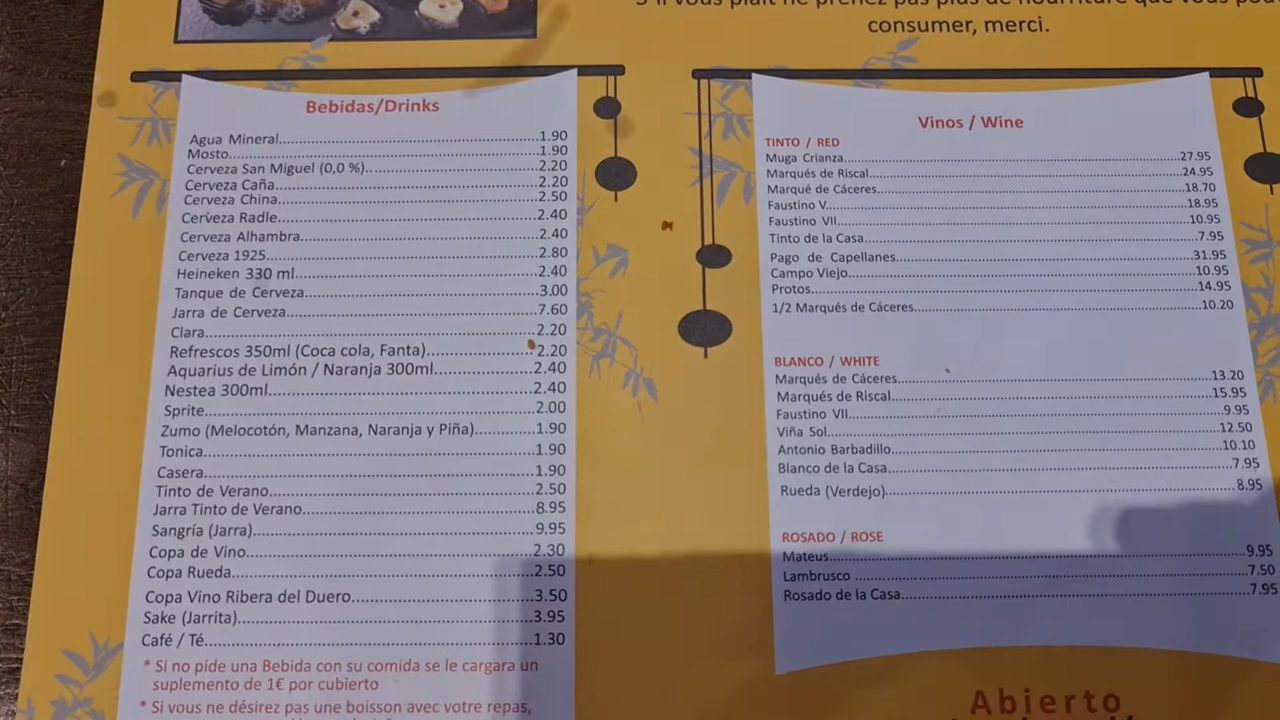 S'il vous plait ne prenez pas plus de nourriture que vous
consumer, merci.
Bebidas/Drinks
Agua Mineral..........1.90
Mosto..........1.90
Cerveza San Miguel (0,0 %)..........2.20
Cerveza Caña..........2.20
Cerveza China..........2.50
Cerveza Radle..........2.40
Cerveza Alhambra..........2.40
Cerveza 1925..........2.80
Heineken 330 ml..........2.40
Tanque de Cerveza..........3.00
Jarra de Cerveza..........7.60
Clara..........2.20
Refrescos 350ml (Coca cola, Fanta)..........2.20
Aquarius de Limón / Naranja 300ml..........2.40
Nestea 300ml..........2.40
Sprite..........2.00
Zumo (Melocotón, Manzana, Naranja y Piña)..........1.90
Tonica..........1.90
Casera..........1.90
Tinto de Verano..........2.50
Jarra Tinto de Verano..........8.95
Sangría (Jarra)..........9.95
Copa de Vino..........2.30
Copa Rueda..........2.50
Copa Vino Ribera del Duero..........3.50
Sake (Jarrita)..........3.95
Café / Té..........1.30
* Si no pide una Bebida con su comida se le cargara un
suplemento de 1€ por cubierto
* Si vous ne désirez pas une boisson avec votre repas,
Vinos / Wine
TINTO / RED
Muga Crianza..........27.95
Marqués de Riscal..........24.95
Marqué de Cáceres..........18.70
Faustino V..........18.95
Faustino VII..........10.95
Tinto de la Casa..........7.95
Pago de Capellanes..........31.95
Campo Viejo..........10.95
Protos..........14.95
1/2 Marqués de Cáceres..........10.20
BLANCO / WHITE
Marqués de Cáceres..........13.20
Marqués de Riscal..........15.95
Faustino VII..........9.95
Viña Sol..........12.50
Antonio Barbadillo..........10.10
Blanco de la Casa..........7.95
Rueda (Verdejo)..........8.95
ROSADO / ROSE
Mateus..........9.95
Lambrusco ..........7.50
Rosado de la Casa..........7.95
Abierto